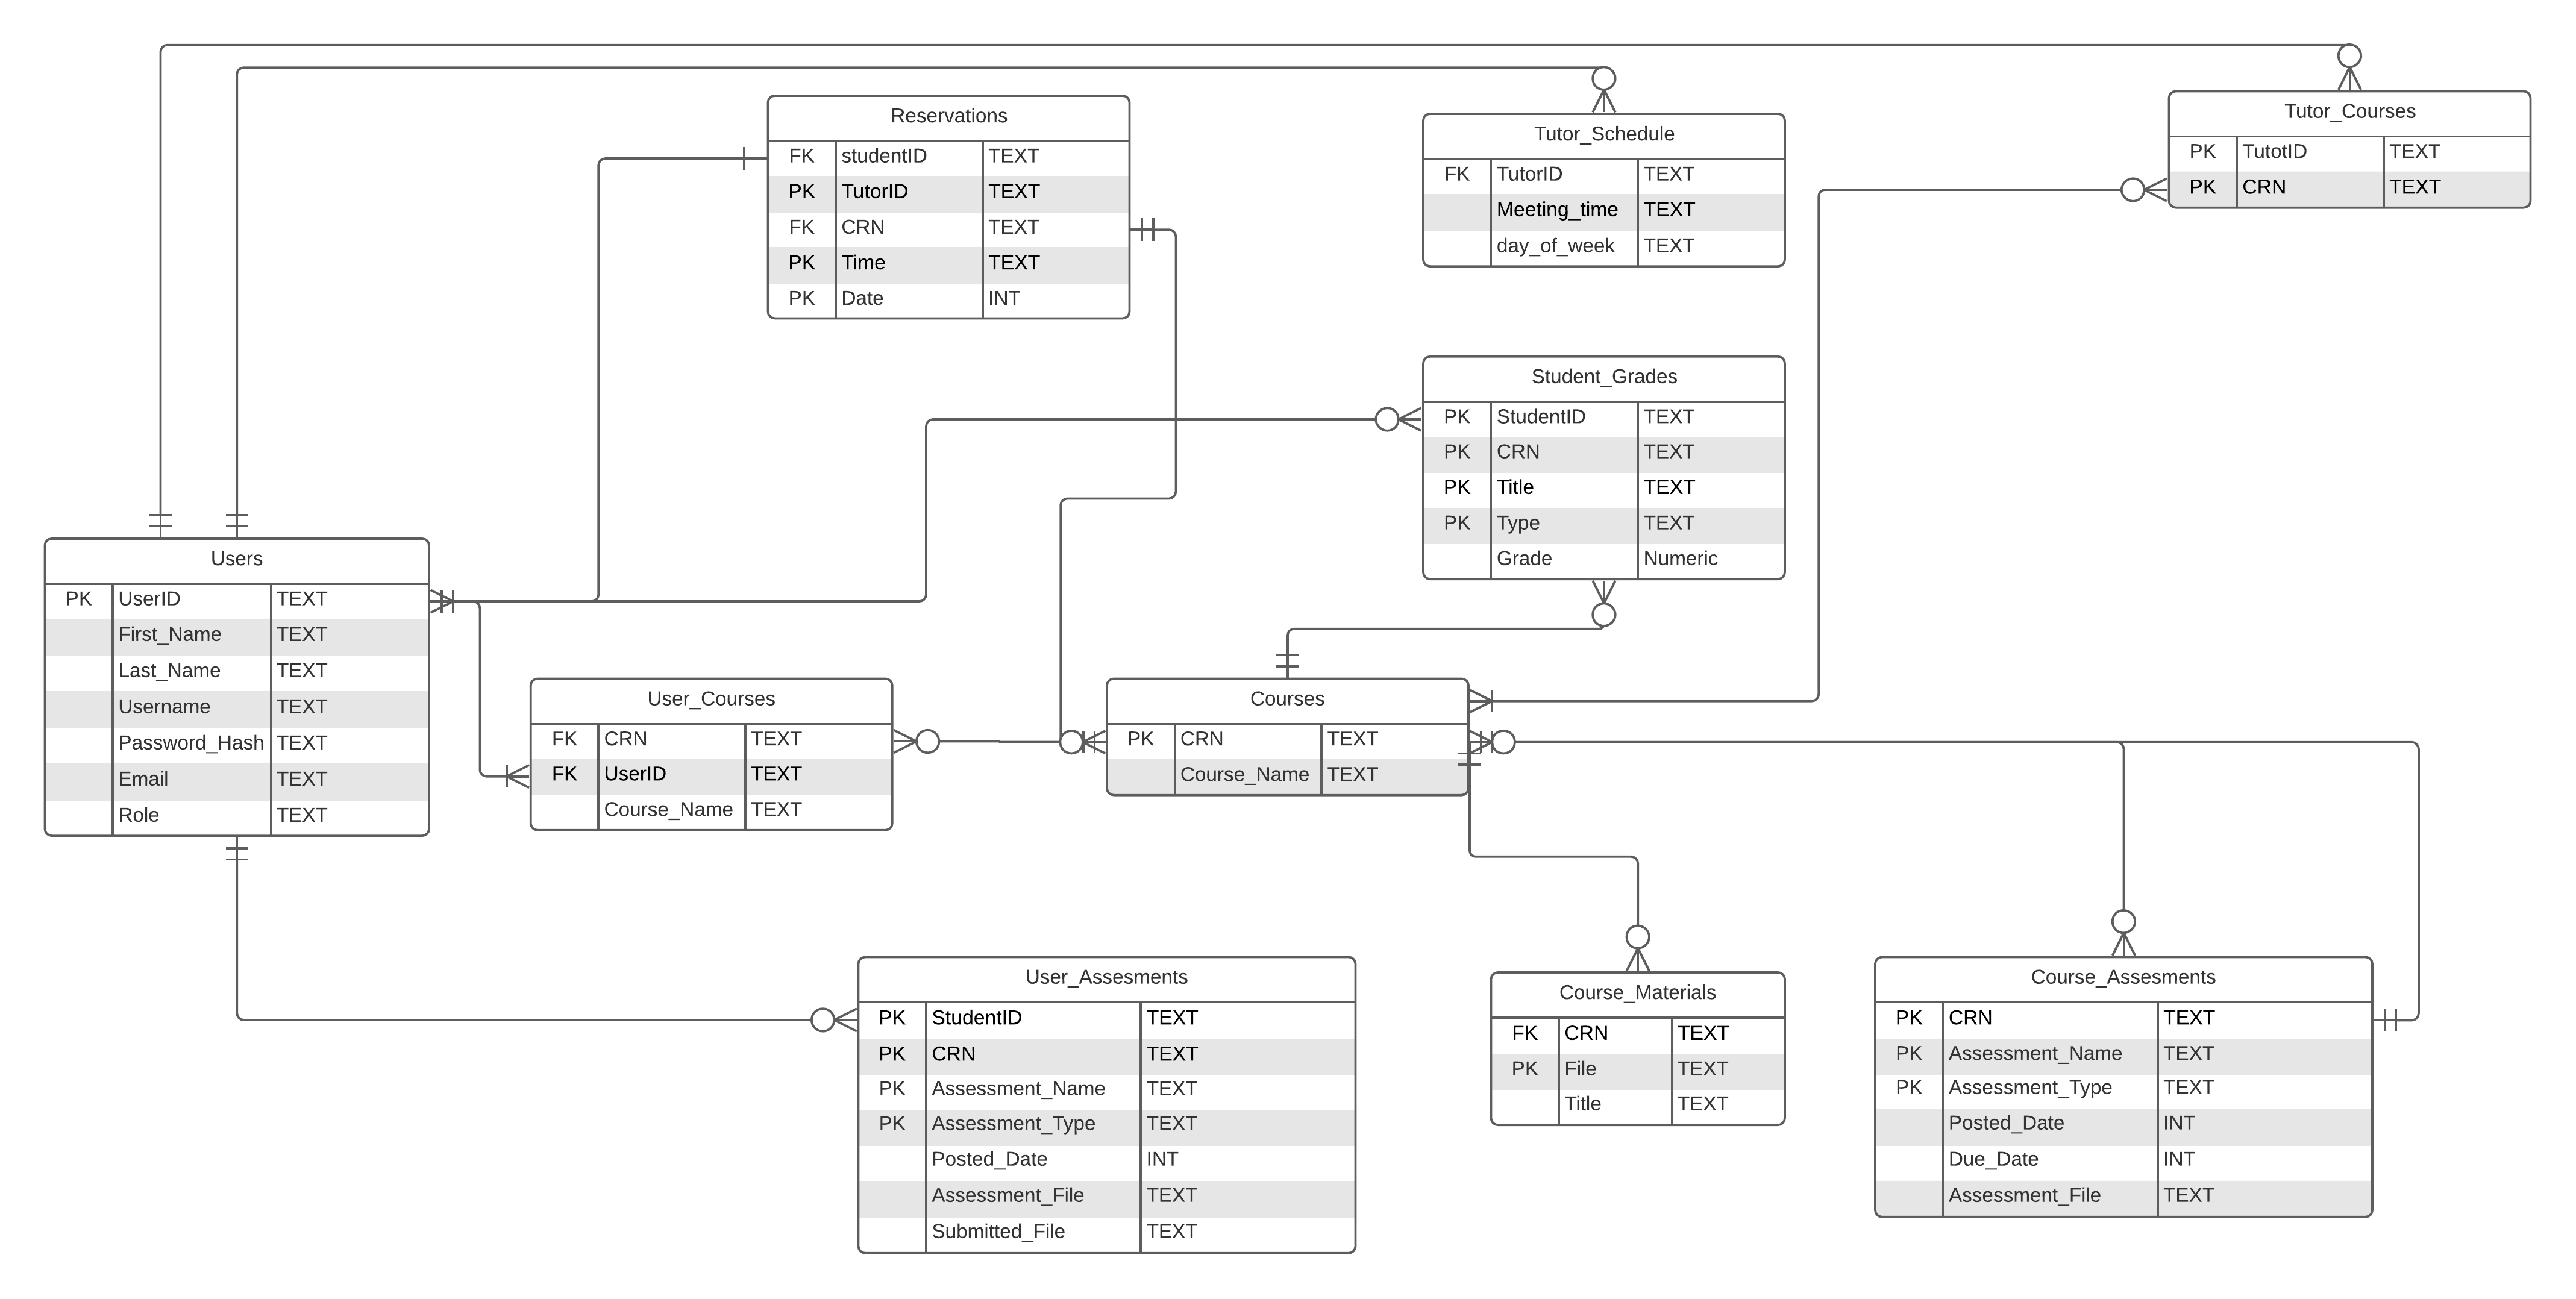 Reservations
FK studentID TEXT
PK TutorID TEXT
FK CRN TEXT
PK Time TEXT
PK Date INT
Tutor_Schedule
FK TutorID TEXT
Meeting_time TEXT
day_of_week TEXT
Tutor_Courses
PK TutotID TEXT
PK CRN TEXT
Student_Grades
PK StudentID TEXT
PK CRN TEXT
PK Title TEXT
PK Type TEXT
Grade Numeric
Users
PK UserID TEXT
First_Name TEXT
Last_Name TEXT
Username TEXT
Password_Hash TEXT
Email TEXT
Role TEXT
User_Courses
FK CRN TEXT
FK UserID TEXT
Course_Name TEXT
Courses
PK CRN TEXT
Course_Name TEXT
User_Assesments
PK StudentID TEXT
PK CRN TEXT
PK Assessment_Name TEXT
PK Assessment_Type TEXT
Posted_Date INT
Assessment_File TEXT
Submitted_File TEXT
Course_Materials
FK CRN TEXT
PK File TEXT
Title TEXT
Course_Assesments
PK CRN TEXT
PK Assessment_Name TEXT
PK Assessment_Type TEXT
Posted_Date INT
Due_Date INT
Assessment_File TEXT